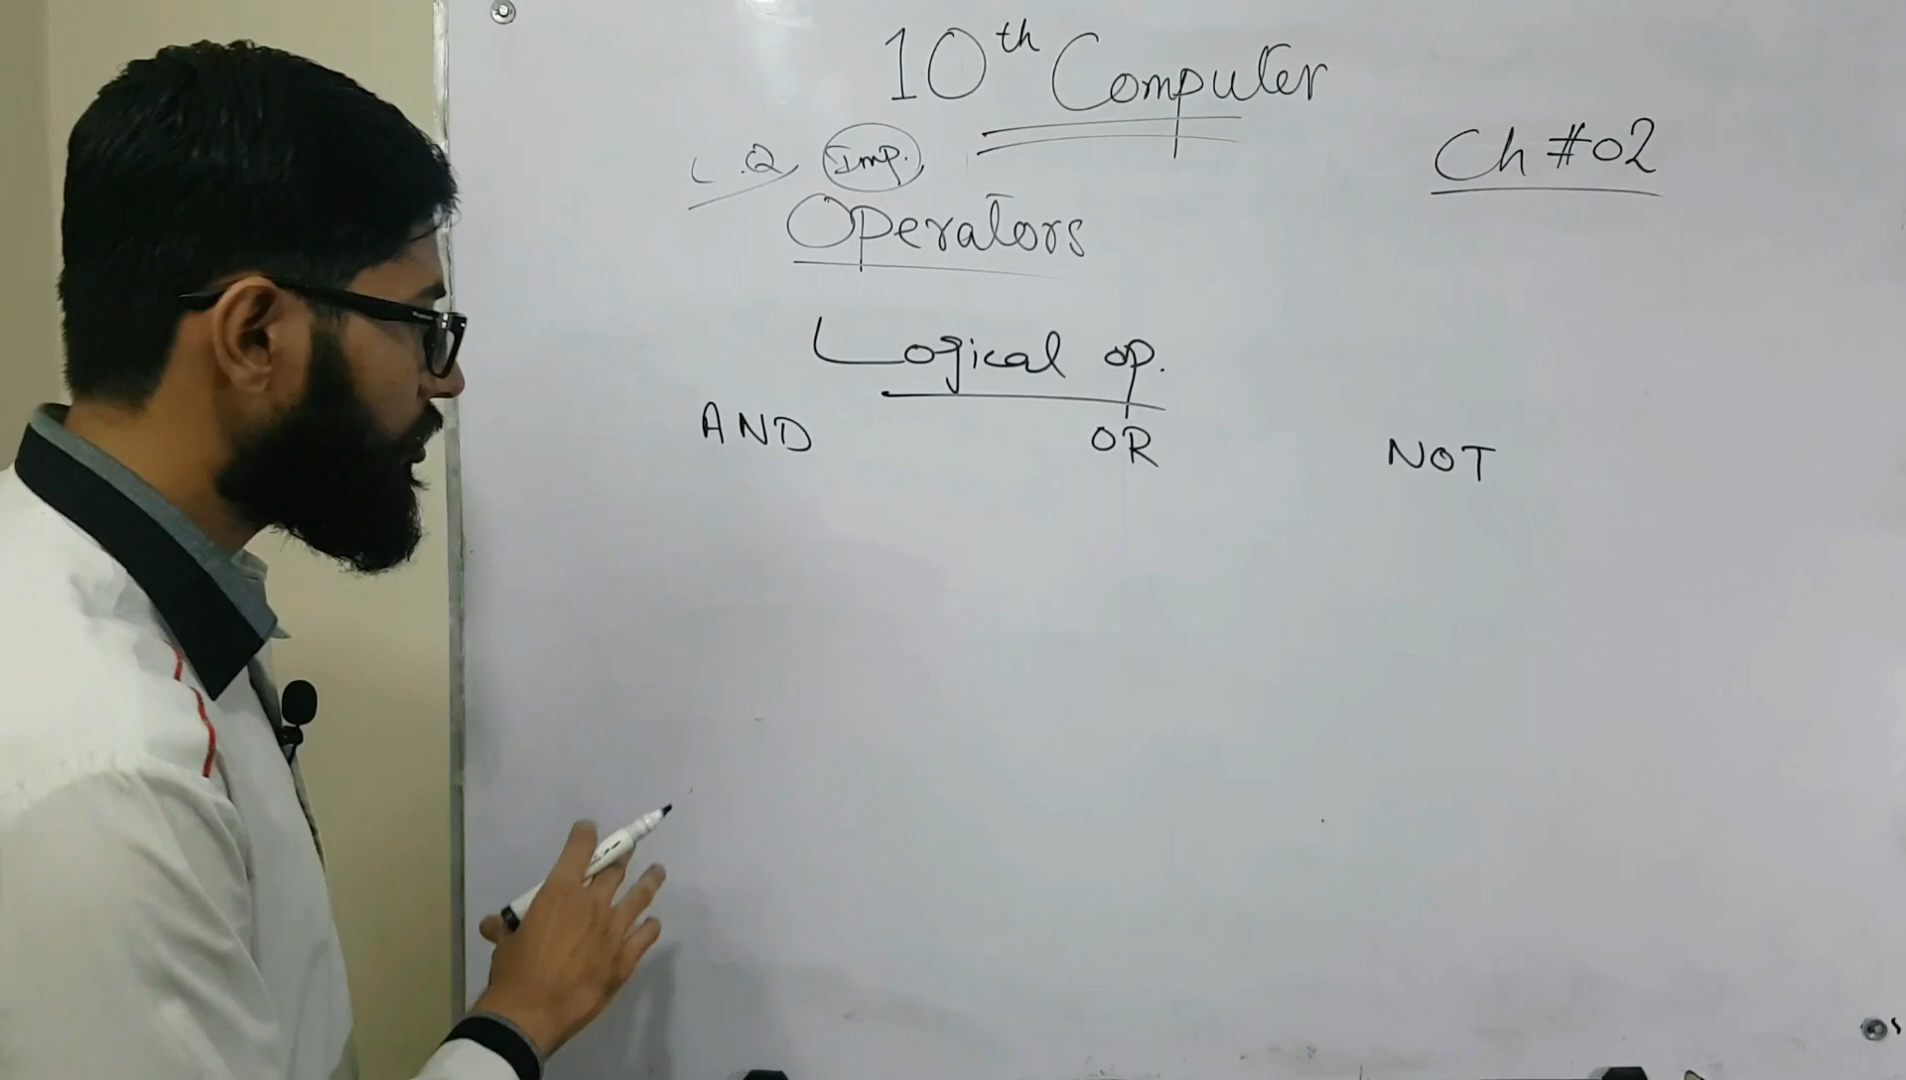 10th Computer
Ch #02
L.Q Imp.
Operators
Logical op.
AND OR NOT